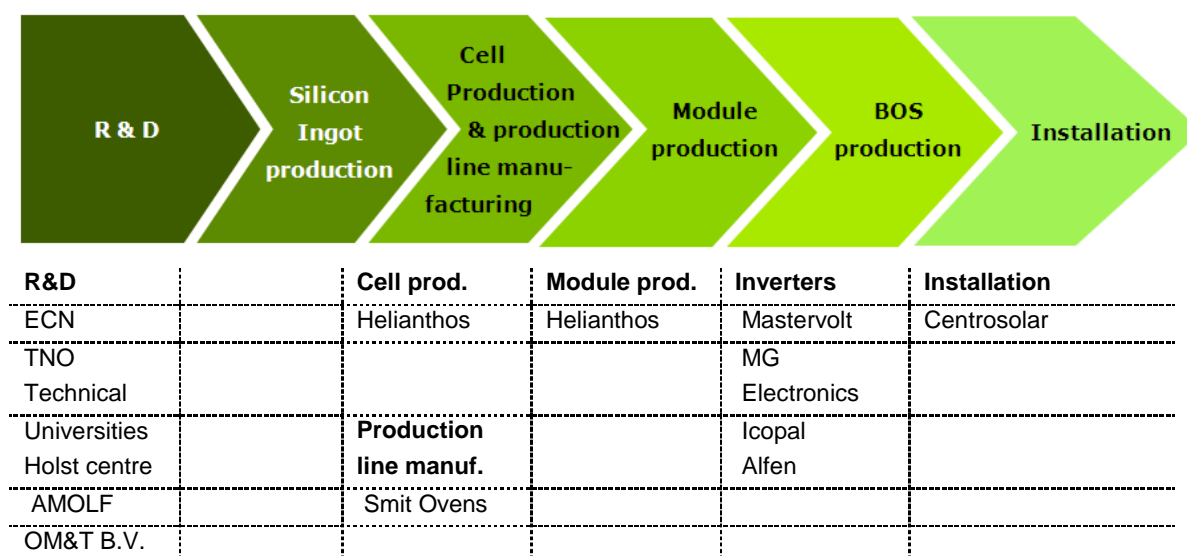 R & D
Silicon
Ingot
production
Cell
Production
& production
line manu-
facturing
Module
production
BOS
production
Installation
R&D
Cell prod.
Module prod.
Inverters
Installation
ECN
Helianthos
Helianthos
Mastervolt
Centrosolar
TNO
MG
Technical
Electronics
Universities
Production
Icopal
Holst centre
line manuf.
Alfen
AMOLF
Smit Ovens
OM&T B.V.